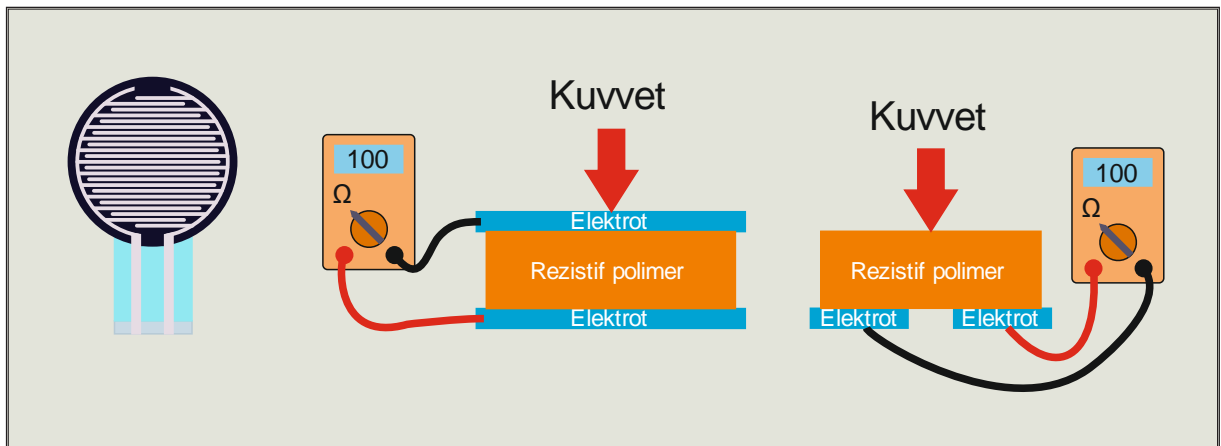 Kuvvet
100
Ω
Elektrot
Rezistif polimer
Elektrot
Kuvvet
100
Ω
Rezistif polimer
Elektrot Elektrot